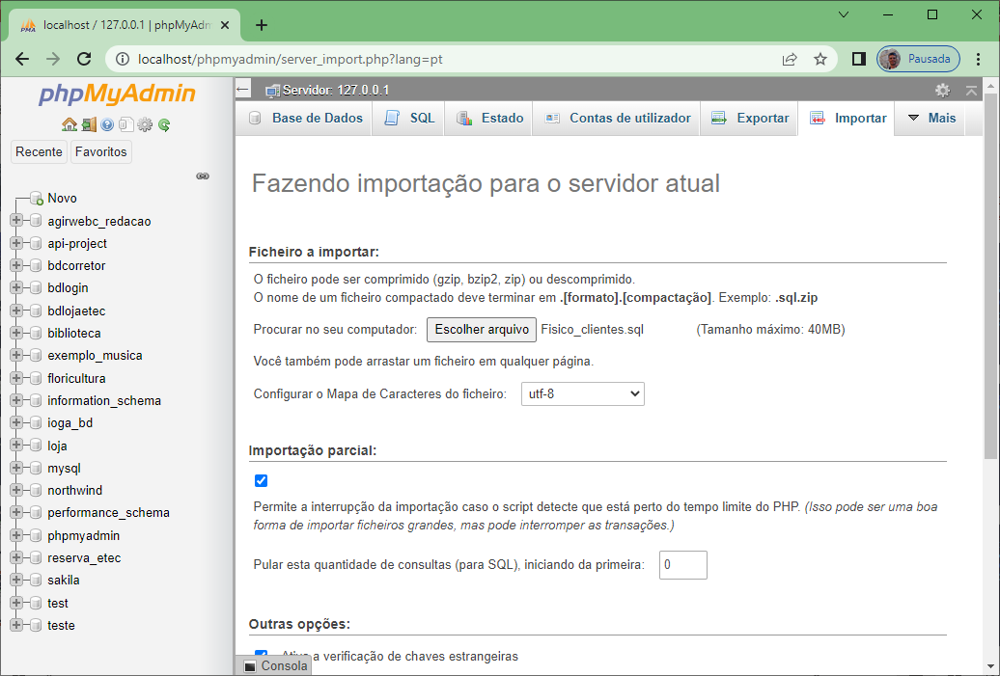 localhost / 127.0.0.1 | phpMyAdm
localhost/phpmyadmin/server_import.php?lang=pt
Pausada
phpMyAdmin
Recente
Favoritos
Novo
agirwebc_redacao
api-project
bdcorretor
bdlogin
bdlojaetec
biblioteca
exemplo_musica
floricultura
information_schema
ioga_bd
loja
mysql
northwind
performance_schema
phpmyadmin
reserva_etec
sakila
test
teste
Servidor: 127.0.0.1
Base de Dados SQL Estado Contas de utilizador Exportar Importar Mais
Fazendo importação para o servidor atual
Ficheiro a importar:
O ficheiro pode ser comprimido (gzip, bzip2, zip) ou descomprimido.
O nome de um ficheiro compactado deve terminar em .[formato].[compactação]. Exemplo: .sql.zip
Procurar no seu computador: Escolher arquivo Fisico_clientes.sql (Tamanho máximo: 40MB)
Você também pode arrastar um ficheiro em qualquer página.
Configurar o Mapa de Caracteres do ficheiro: utf-8
Importação parcial:
Permite a interrupção da importação caso o script detecte que está perto do tempo limite do PHP. (Isso pode ser uma boa
forma de importar ficheiros grandes, mas pode interromper as transações.)
Pular esta quantidade de consultas (para SQL), iniciando da primeira: 0
Outras opções:
Ative a verificação de chaves estrangeiras
Consola